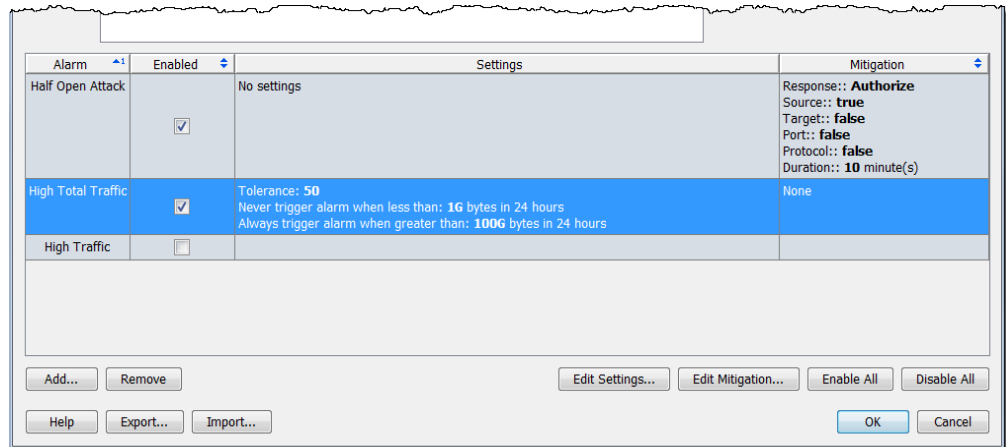 Alarm 1 Enabled Settings Mitigation
Half Open Attack No settings Response:: Authorize
Source:: true
Target:: false
Port:: false
Protocol:: false
Duration:: 10 minute(s)
High Total Traffic Tolerance: 50 None
Never trigger alarm when less than: 1G bytes in 24 hours
Always trigger alarm when greater than: 100G bytes in 24 hours
High Traffic
Add... Remove Edit Settings... Edit Mitigation... Enable All Disable All
Help Export... Import... OK Cancel